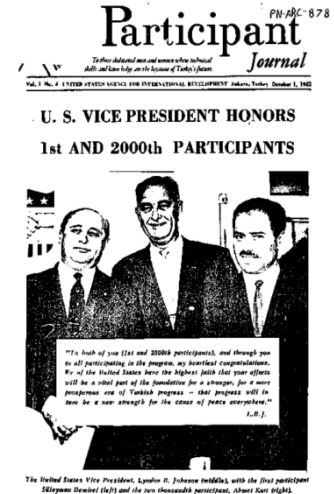 PN-ARC-878
Participant
To those dedicated men and women whose technical
skills and knowledge are the keystone of Turkey's future.
Journal
Vol. 1 No. 4 UNITED STATES AGENCY FOR INTERNATIONAL DEVELOPMENT Ankara, Turkey October 1, 1962
U. S. VICE PRESIDENT HONORS
1st AND 2000th PARTICIPANTS
"To both of you (1st and 2000th participants), and through you
to all participating in the program, my heartiest congratulations.
We of the United States have the highest faith that your efforts
will be a vital part of the foundation for a stronger, for a more
prosperous era of Turkish progress -- that progress will in
turn be a new strength for the cause of peace everywhere."
L.B.J.
The United States Vice President, Lyndon B. Johnson (middle), with the first participant
Süleyman Demirel (left) and the two thousandth participant, Ahmet Kurt (right).